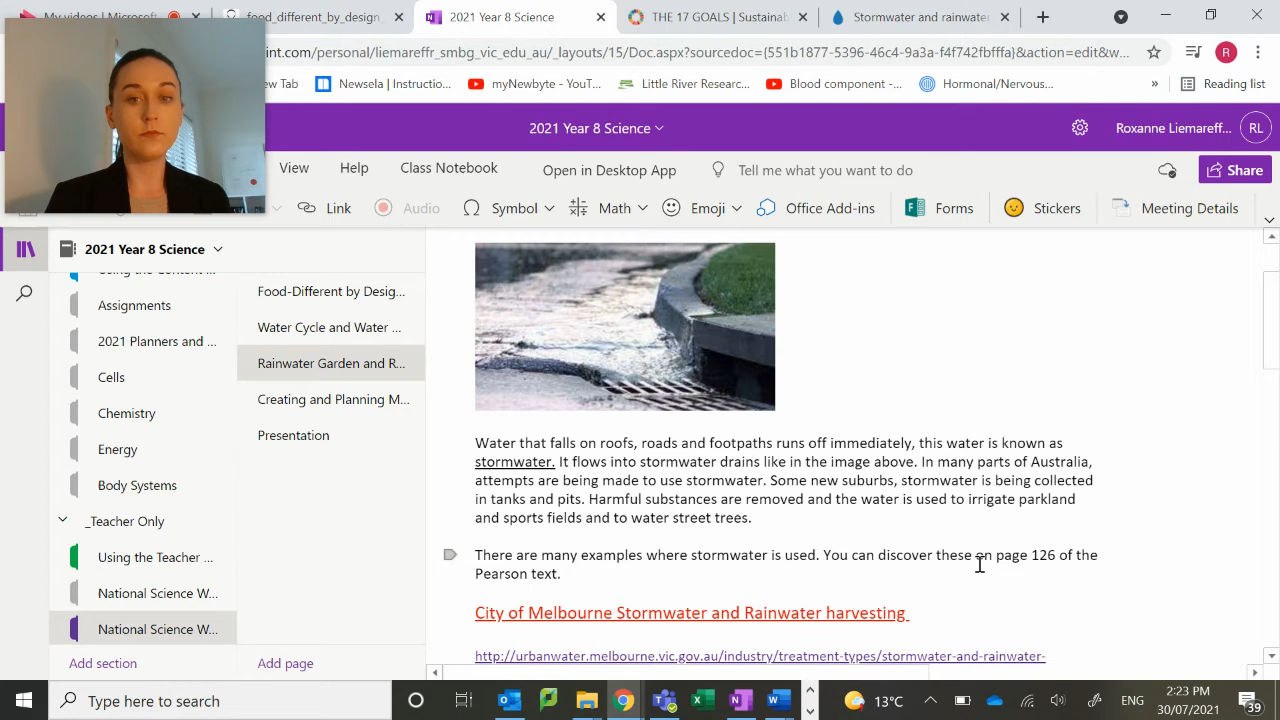 My videos | Microsof
food_different_by_design_
2021 Year 8 Science
THE 17 GOALS | Sustainab
Stormwater and rainwater
int.com/personal/liemareffr_smbg_vic_edu_au/_layouts/15/Doc.aspx?sourcedoc={551b1877-5396-46c4-9a3a-f4f742fbfffa}&action=edit&w...
R
New Tab
Newsela | Instructio...
myNewbyte - YouT...
Little River Researc...
Blood component -...
Hormonal/Nervous...
»
Reading list
2021 Year 8 Science
Roxanne Liemareff...
RL
View
Help
Class Notebook
Open in Desktop App
Tell me what you want to do
Share
Link
Audio
Symbol
Math
Emoji
Office Add-ins
Forms
Stickers
Meeting Details
2021 Year 8 Science
Using the Content ...
Assignments
2021 Planners and ...
Cells
Chemistry
Energy
Body Systems
_Teacher Only
Using the Teacher ...
National Science W...
National Science W...
Add section
Food-Different by Desig...
Water Cycle and Water ...
Rainwater Garden and R...
Creating and Planning M...
Presentation
Add page
Water that falls on roofs, roads and footpaths runs off immediately, this water is known as
stormwater. It flows into stormwater drains like in the image above. In many parts of Australia,
attempts are being made to use stormwater. Some new suburbs, stormwater is being collected
in tanks and pits. Harmful substances are removed and the water is used to irrigate parkland
and sports fields and to water street trees.
There are many examples where stormwater is used. You can discover these on page 126 of the
Pearson text.
City of Melbourne Stormwater and Rainwater harvesting
http://urbanwater.melbourne.vic.gov.au/industry/treatment-types/stormwater-and-rainwater-
Type here to search
13°C
ENG
2:23 PM
30/07/2021
39